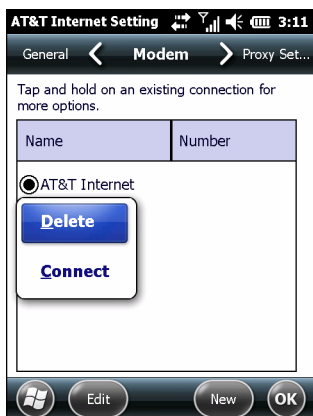 AT&T Internet Setting 3:11
General Modem Proxy Set...
Tap and hold on an existing connection for
more options.
Name Number
AT&T Internet
Delete
Connect
Edit New OK